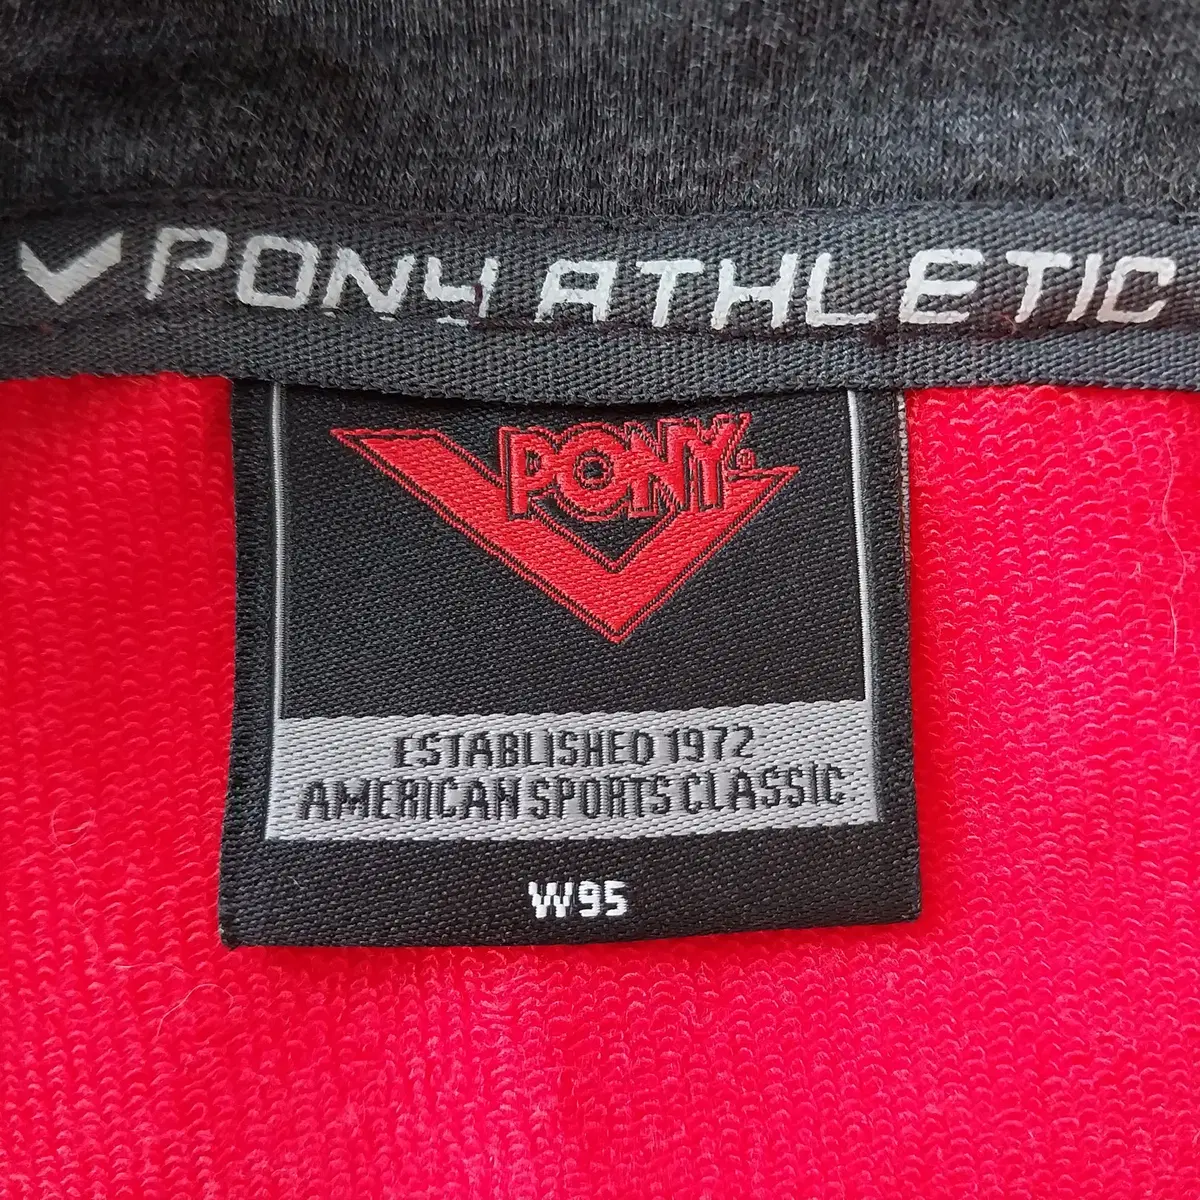 PONY ATHLETIC
PONY®
ESTABLISHED 1972
AMERICAN SPORTS CLASSIC
W95